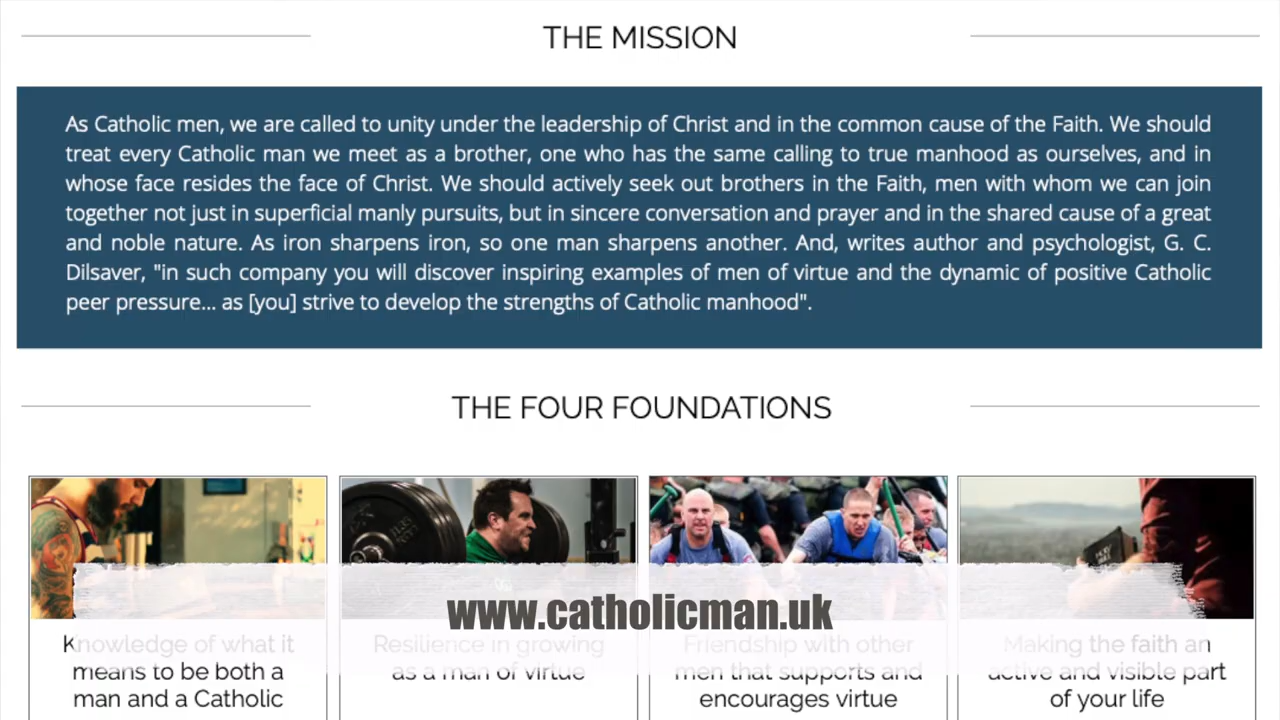 THE MISSION
As Catholic men, we are called to unity under the leadership of Christ and in the common cause of the Faith. We should
treat every Catholic man we meet as a brother, one who has the same calling to true manhood as ourselves, and in
whose face resides the face of Christ. We should actively seek out brothers in the Faith, men with whom we can join
together not just in superficial manly pursuits, but in sincere conversation and prayer and in the shared cause of a great
and noble nature. As iron sharpens iron, so one man sharpens another. And, writes author and psychologist, G. C.
Dilsaver, "in such company you will discover inspiring examples of men of virtue and the dynamic of positive Catholic
peer pressure... as [you] strive to develop the strengths of Catholic manhood".
THE FOUR FOUNDATIONS
HOLY
www.catholicman.uk
Knowledge of what it
means to be both a
man and a Catholic
Resilience in growing
as a man of virtue
Friendship with other
men that supports and
encourages virtue
Making the faith an
active and visible part
of your life